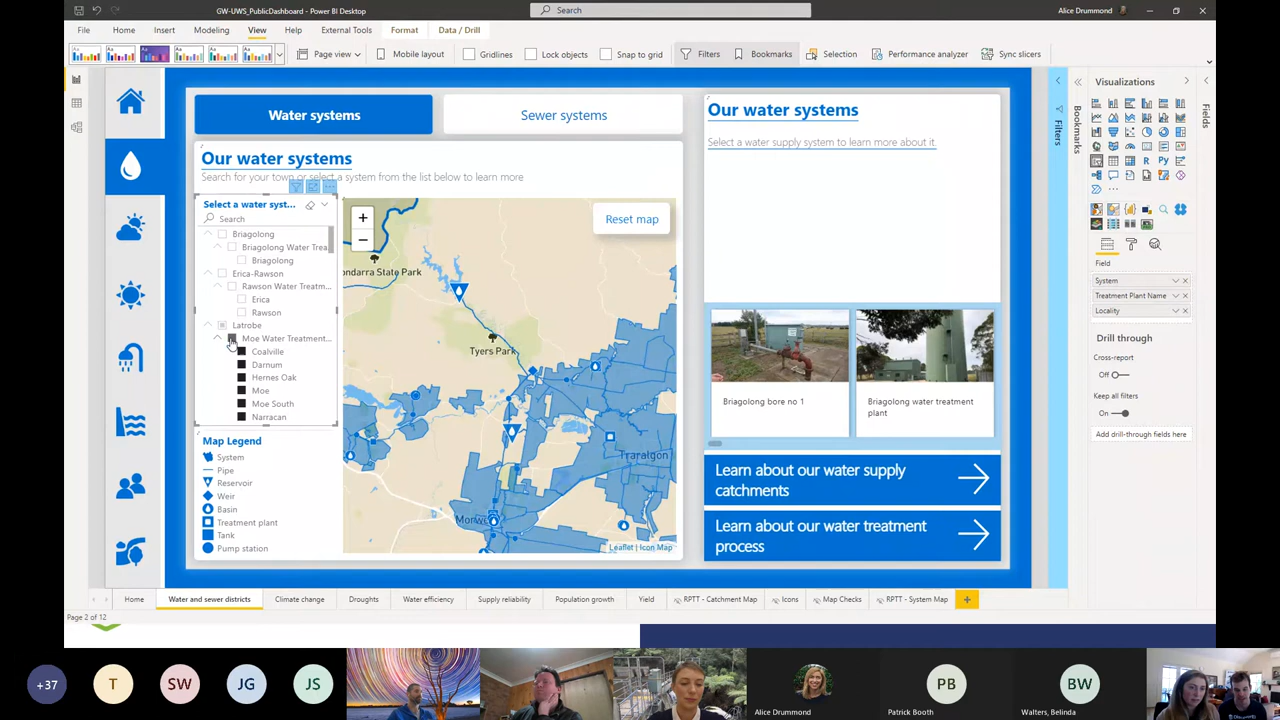 GW-UWS_PublicDashboard - Power BI Desktop
Search
Alice Drummond
File
Home
Insert
Modeling
View
Help
External Tools
Format
Data / Drill
Page view
Mobile layout
Gridlines
Lock objects
Snap to grid
Filters
Bookmarks
Selection
Performance analyzer
Sync slicers
Water systems
Sewer systems
Our water systems
Search for your town or select a system from the list below to learn more
Select a water syst...
Search
Briagolong
Briagolong Water Trea
Briagolong
Erica-Rawson
Rawson Water Treatm...
Erica
Rawson
Latrobe
Moe Water Treatment...
Coalville
Darnum
Hernes Oak
Moe
Moe South
Narracan
Map Legend
System
Pipe
Reservoir
Weir
Basin
Treatment plant
Tank
Pump station
+
−
Reset map
ondarra State Park
Tyers Park
Traralgon
Morw
Leaflet | Icon Map
Our water systems
Select a water supply system to learn more about it.
Briagolong bore no 1
Briagolong water treatment
plant
Learn about our water supply
catchments
Learn about our water treatment
process
Filters
Bookmarks
Visualizations
Fields
Field
System
Treatment Plant Name
Locality
Drill through
Cross-report
Off
Keep all filters
On
Add drill-through fields here
Home
Water and sewer districts
Climate change
Droughts
Water efficiency
Supply reliability
Population growth
Yield
RPTT - Catchment Map
Icons
Map Checks
RPTT - System Map
+
Page 2 of 12
+37
T
SW
JG
JS
Alice Drummond
PB
Patrick Booth
BW
Walters, Belinda